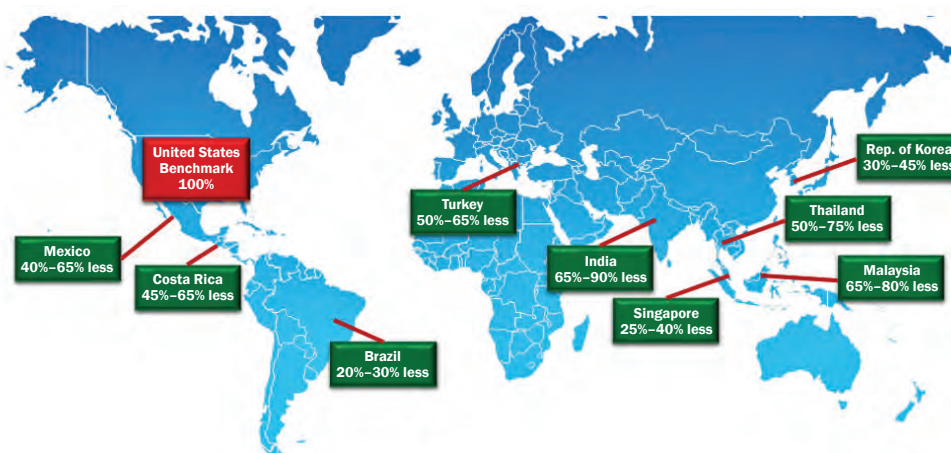 United States
Benchmark
100%
Rep. of Korea
30%–45% less
Turkey
50%–65% less
Thailand
50%–75% less
Mexico
40%–65% less
Costa Rica
45%–65% less
India
65%–90% less
Malaysia
65%–80% less
Singapore
25%–40% less
Brazil
20%–30% less